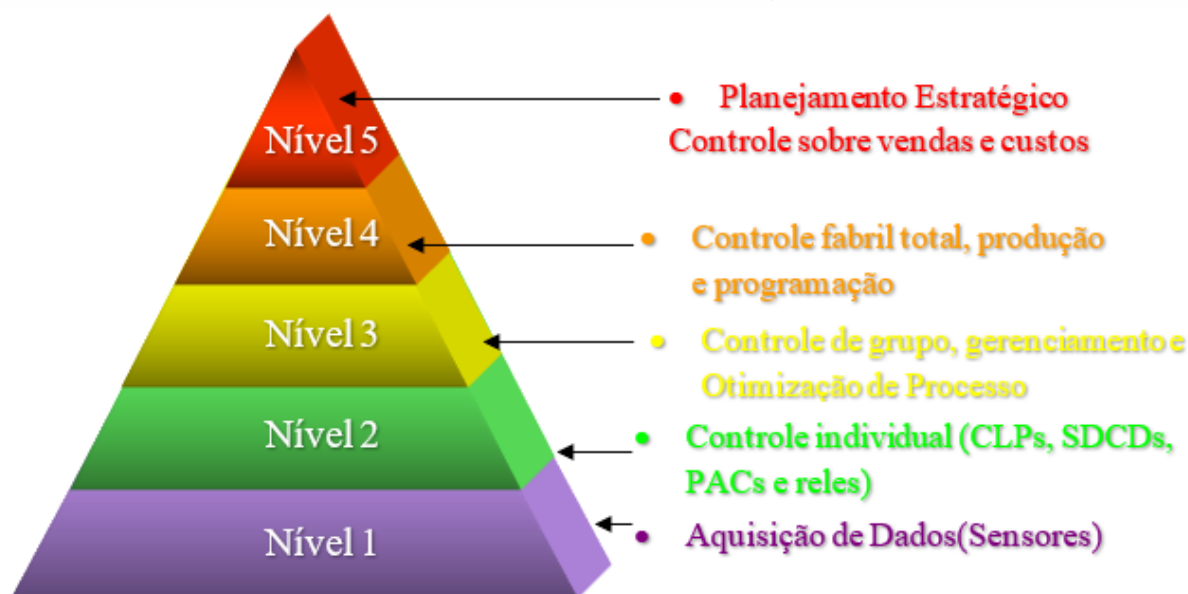 Nível 5
• Planejamento Estratégico
Controle sobre vendas e custos
Nível 4
• Controle fabril total, produção
e programação
Nível 3
• Controle de grupo, gerenciamento e
Otimização de Processo
Nível 2
• Controle individual (CLPs, SDCDs,
PACs e reles)
Nível 1
• Aquisição de Dados(Sensores)